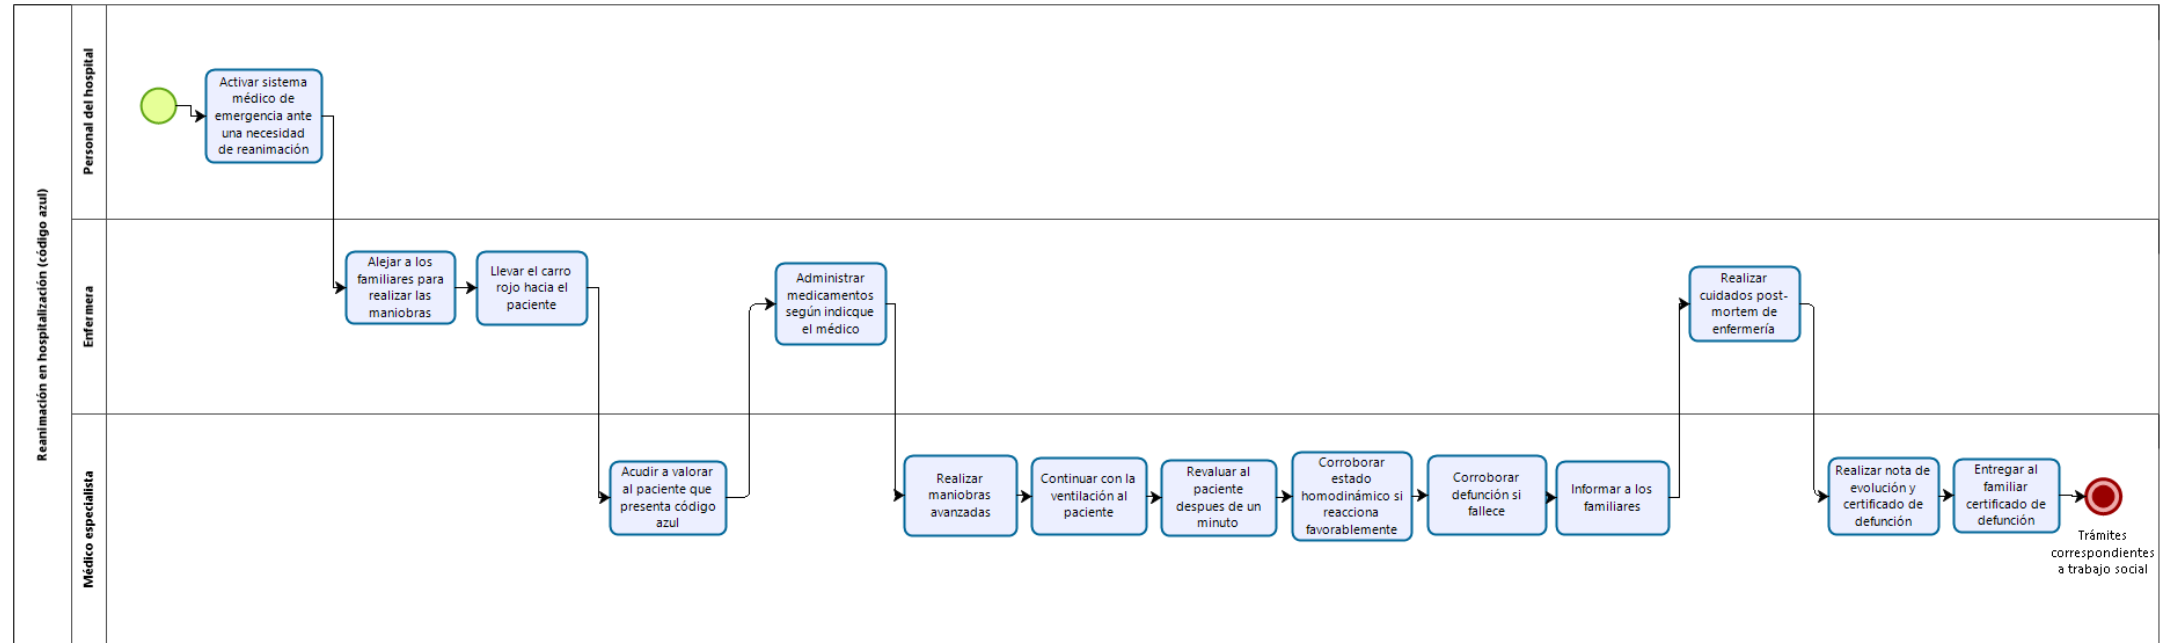 Reanimación en hospitalización (código azul)
Personal del hospital
Activar sistema
médico de
emergencia ante
una necesidad
de reanimación
Enfermera
Alejar a los
familiares para
realizar las
maniobras
Llevar el carro
rojo hacia el
paciente
Administrar
medicamentos
según indicque
el médico
Realizar
cuidados post-
mortem de
enfermería
Médico especialista
Acudir a valorar
al paciente que
presenta código
azul
Realizar
maniobras
avanzadas
Continuar con la
ventilación al
paciente
Revaluar al
paciente
despues de un
minuto
Corroborar
estado
homodinámico si
reacciona
favorablemente
Corroborar
defunción si
fallece
Informar a los
familiares
Realizar nota de
evolución y
certificado de
defunción
Entregar al
familiar
certificado de
defunción
Trámites
correspondientes
a trabajo social